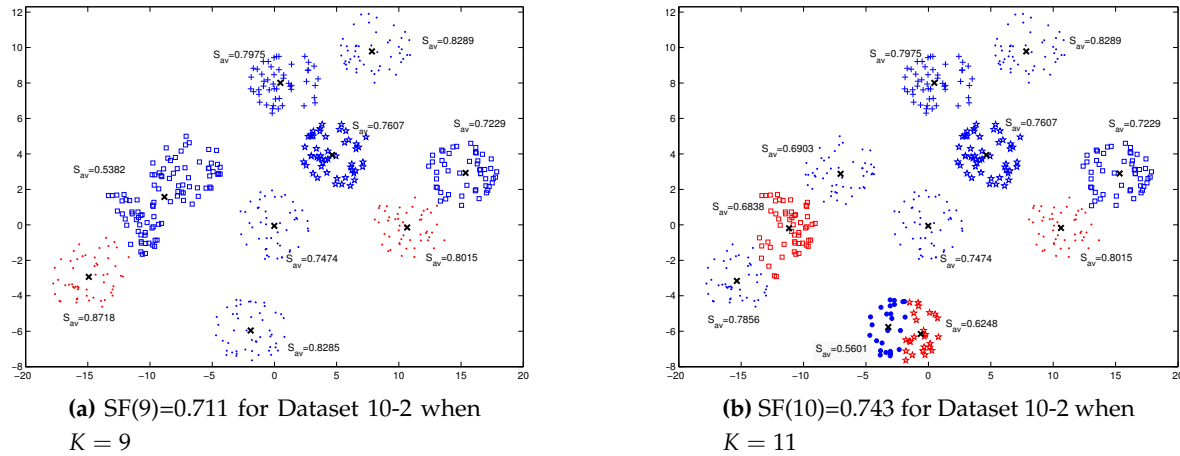 12
10
8
6
4
2
0
−2
−4
−6
−8
−20
−15
−10
−5
0
5
10
15
20
S_av=0.8289
S_av=0.7975
S_av=0.7607
S_av=0.7229
S_av=0.5382
S_av=0.7474
S_av=0.8015
S_av=0.8718
S_av=0.8285
(a) SF(9)=0.711 for Dataset 10-2 when
K = 9
12
10
8
6
4
2
0
−2
−4
−6
−8
−20
−15
−10
−5
0
5
10
15
20
S_av=0.8289
S_av=0.7975
S_av=0.7607
S_av=0.7229
S_av=0.6903
S_av=0.6838
S_av=0.7474
S_av=0.8015
S_av=0.7856
S_av=0.6248
S_av=0.5601
(b) SF(10)=0.743 for Dataset 10-2 when
K = 11